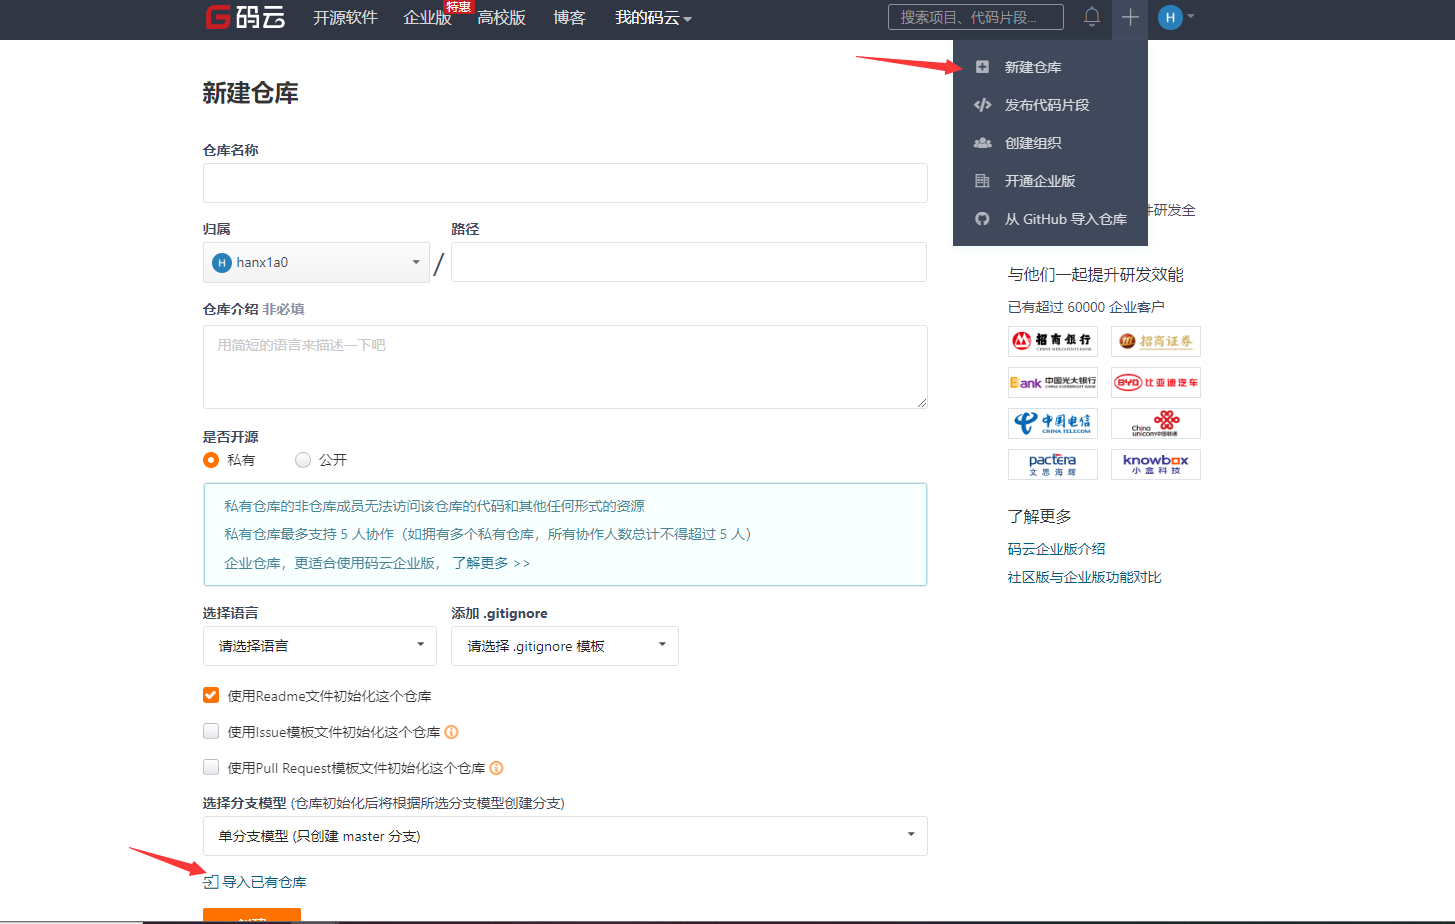 码云
开源软件
企业版
特惠
高校版
博客
我的码云
搜索项目、代码片段...
H
新建仓库
发布代码片段
创建组织
开通企业版
从 GitHub 导入仓库
新建仓库
仓库名称
归属
路径
H hanx1a0
/
仓库介绍 非必填
用简短的语言来描述一下吧
是否开源
私有
公开
私有仓库的非仓库成员无法访问该仓库的代码和其他任何形式的资源
私有仓库最多支持 5 人协作（如拥有多个私有仓库，所有协作人数总计不得超过 5 人）
企业仓库，更适合使用码云企业版， 了解更多 >>
选择语言
添加 .gitignore
请选择语言
请选择 .gitignore 模板
使用Readme文件初始化这个仓库
使用Issue模板文件初始化这个仓库
使用Pull Request模板文件初始化这个仓库
选择分支模型 (仓库初始化后将根据所选分支模型创建分支)
单分支模型 (只创建 master 分支)
导入已有仓库
创建
件研发全
与他们一起提升研发效能
已有超过 60000 企业客户
招商银行
CHINA MERCHANTS BANK
招商证券
Bank 中国光大银行
CHINA EVERBRIGHT BANK
BYD 比亚迪汽车
中国电信
CHINA TELECOM
China
unicom中国联通
pactera
文思海辉
knowbox
小盒科技
了解更多
码云企业版介绍
社区版与企业版功能对比